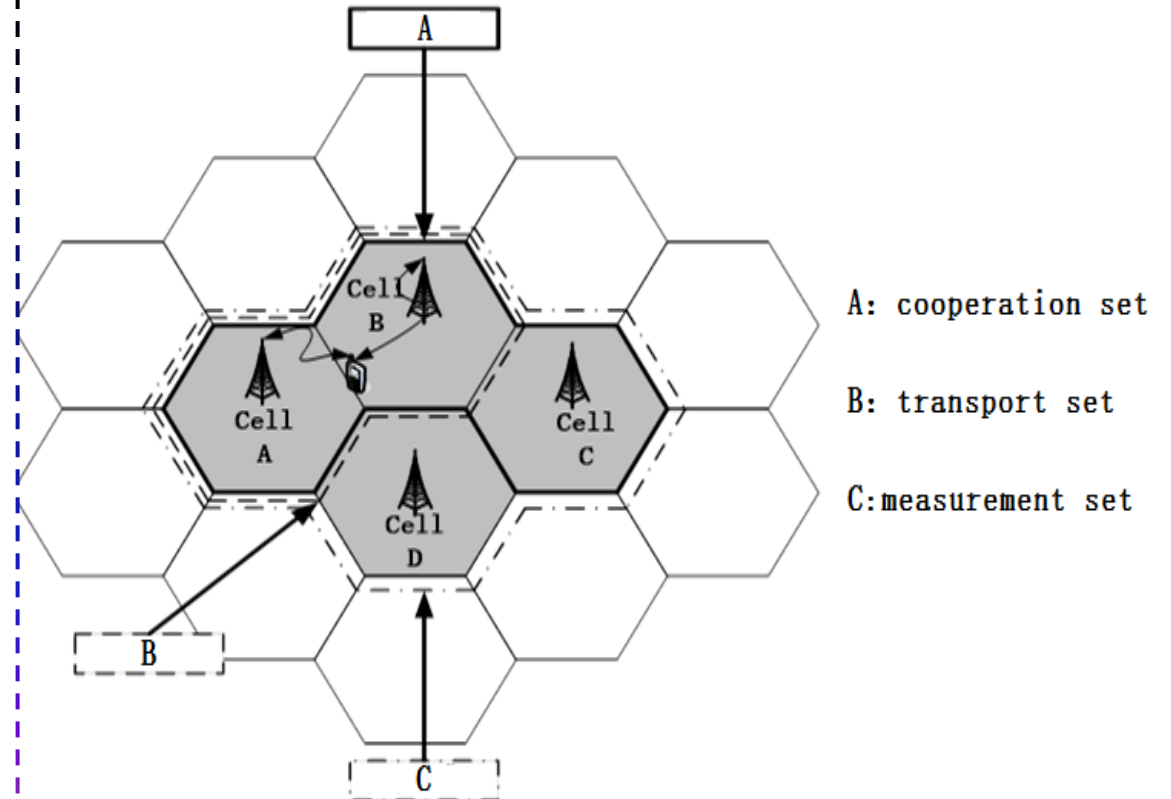 A
Cell
B
Cell
A
Cell
C
Cell
D
B
C
A: cooperation set
B: transport set
C:measurement set